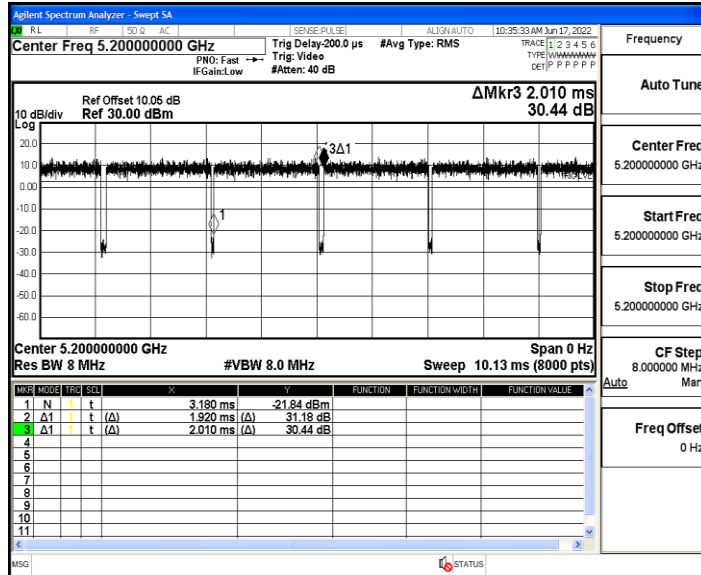 Agilent Spectrum Analyzer - Swept SA
LXI RL RF 50 Ω AC SENSE:PULSE ALIGN AUTO 10:35:33 AM Jun 17, 2022
Center Freq 5.200000000 GHz
PNO: Fast
IFGain:Low
Trig Delay-200.0 µs
Trig: Video
#Atten: 40 dB
#Avg Type: RMS
TRACE 1 2 3 4 5 6
TYPE WWWWWW
DET P P P P P P
ΔMkr3 2.010 ms
30.44 dB
Ref Offset 10.05 dB
10 dB/div Ref 30.00 dBm
Log
20.0
10.0
0.00
-10.0
-20.0
-30.0
-40.0
-50.0
-60.0
3Δ1
1
Center 5.200000000 GHz Span 0 Hz
Res BW 8 MHz #VBW 8.0 MHz Sweep 10.13 ms (8000 pts)
MKR MODE TRC SCL X Y FUNCTION FUNCTION WIDTH FUNCTION VALUE
1 N 1 t 3.180 ms -21.84 dBm
2 Δ1 1 t (Δ) 1.920 ms (Δ) 31.18 dB
3 Δ1 1 t (Δ) 2.010 ms (Δ) 30.44 dB
4
5
6
7
8
9
10
11
MSG STATUS
Frequency
Auto Tune
Center Freq
5.200000000 GHz
Start Freq
5.200000000 GHz
Stop Freq
5.200000000 GHz
CF Step
8.000000 MHz
Auto Man
Freq Offset
0 Hz